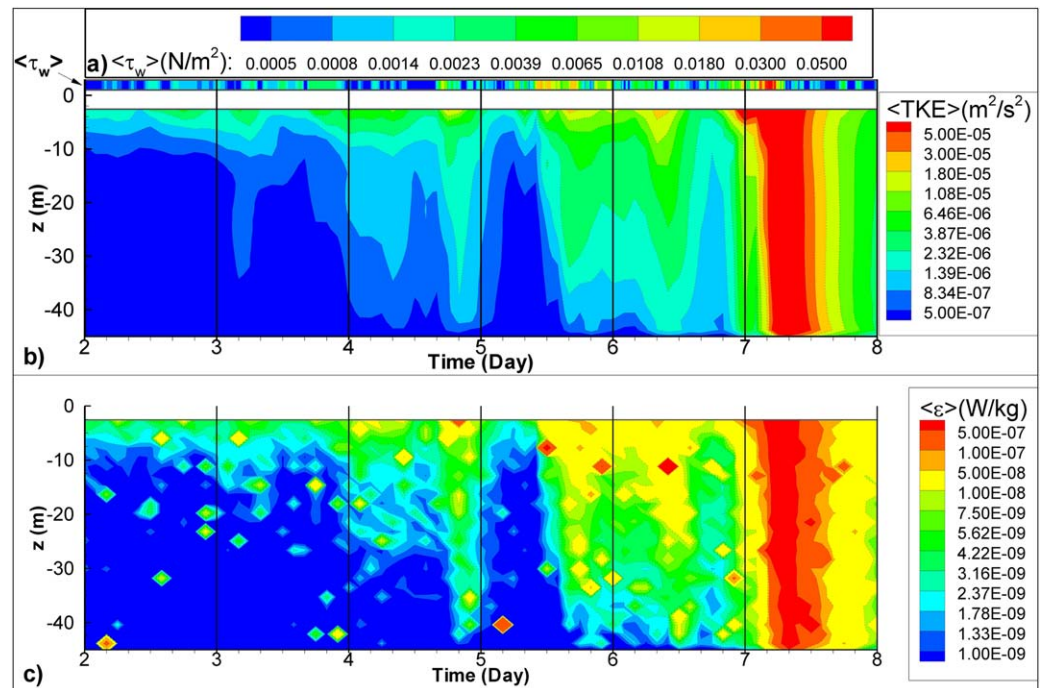 a) <τw>(N/m²): 0.0005 0.0008 0.0014 0.0023 0.0039 0.0065 0.0108 0.0180 0.0300 0.0500
<τw>
0
-10
-20
-30
-40
z (m)
2 3 4 5 6 7 8
Time (Day)
b)
<TKE>(m²/s²)
5.00E-05
3.00E-05
1.80E-05
1.08E-05
6.46E-06
3.87E-06
2.32E-06
1.39E-06
8.34E-07
5.00E-07
0
-10
-20
-30
-40
z (m)
2 3 4 5 6 7 8
Time (Day)
c)
<ε>(W/kg)
5.00E-07
1.00E-07
5.00E-08
1.00E-08
7.50E-09
5.62E-09
4.22E-09
3.16E-09
2.37E-09
1.78E-09
1.33E-09
1.00E-09